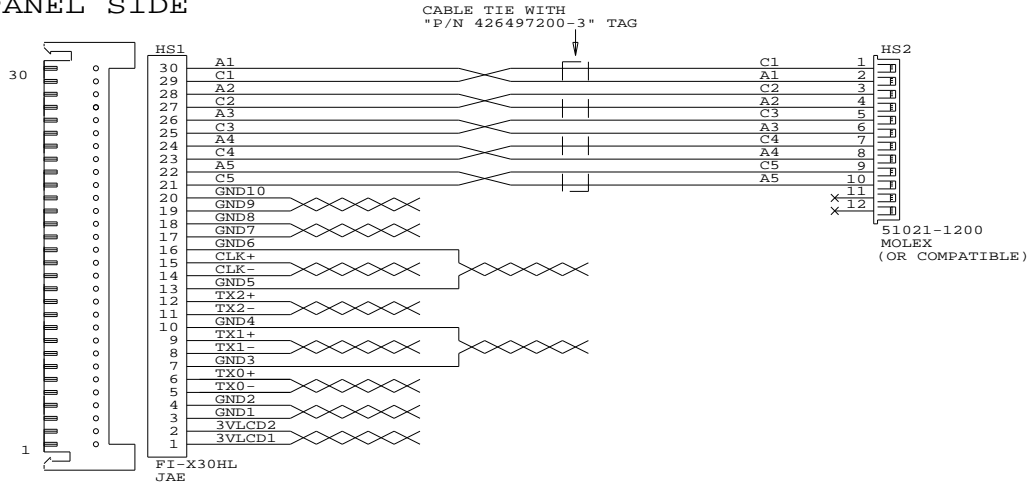 PANEL SIDE
CABLE TIE WITH
"P/N 426497200-3" TAG
HS1
HS2
30
1
30 A1
29 C1
28 A2
27 C2
26 A3
25 C3
24 A4
23 C4
22 A5
21 C5
20 GND10
19 GND9
18 GND8
17 GND7
16 GND6
15 CLK+
14 CLK-
13 GND5
12 TX2+
11 TX2-
10 GND4
9 TX1+
8 TX1-
7 GND3
6 TX0+
5 TX0-
4 GND2
3 GND1
2 3VLCD2
1 3VLCD1
FI-X30HL
JAE
C1 1
A1 2
C2 3
A2 4
C3 5
A3 6
C4 7
A4 8
C5 9
A5 10
11
12
51021-1200
MOLEX
(OR COMPATIBLE)